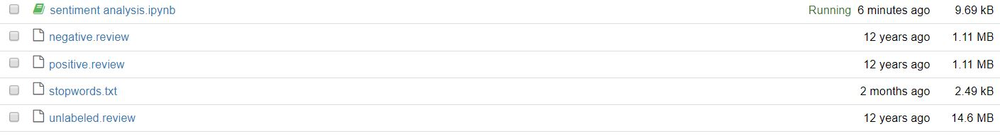 sentiment analysis.ipynb Running 6 minutes ago 9.69 kB
negative.review 12 years ago 1.11 MB
positive.review 12 years ago 1.11 MB
stopwords.txt 2 months ago 2.49 kB
unlabeled.review 12 years ago 14.6 MB